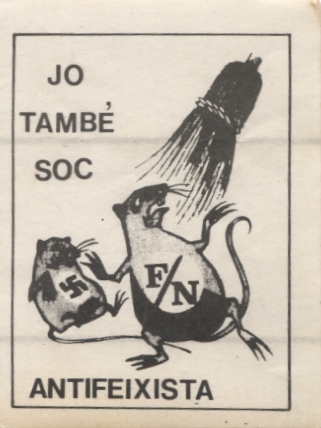 JO
TAMBÉ
SOC
F/N
ANTIFEIXISTA